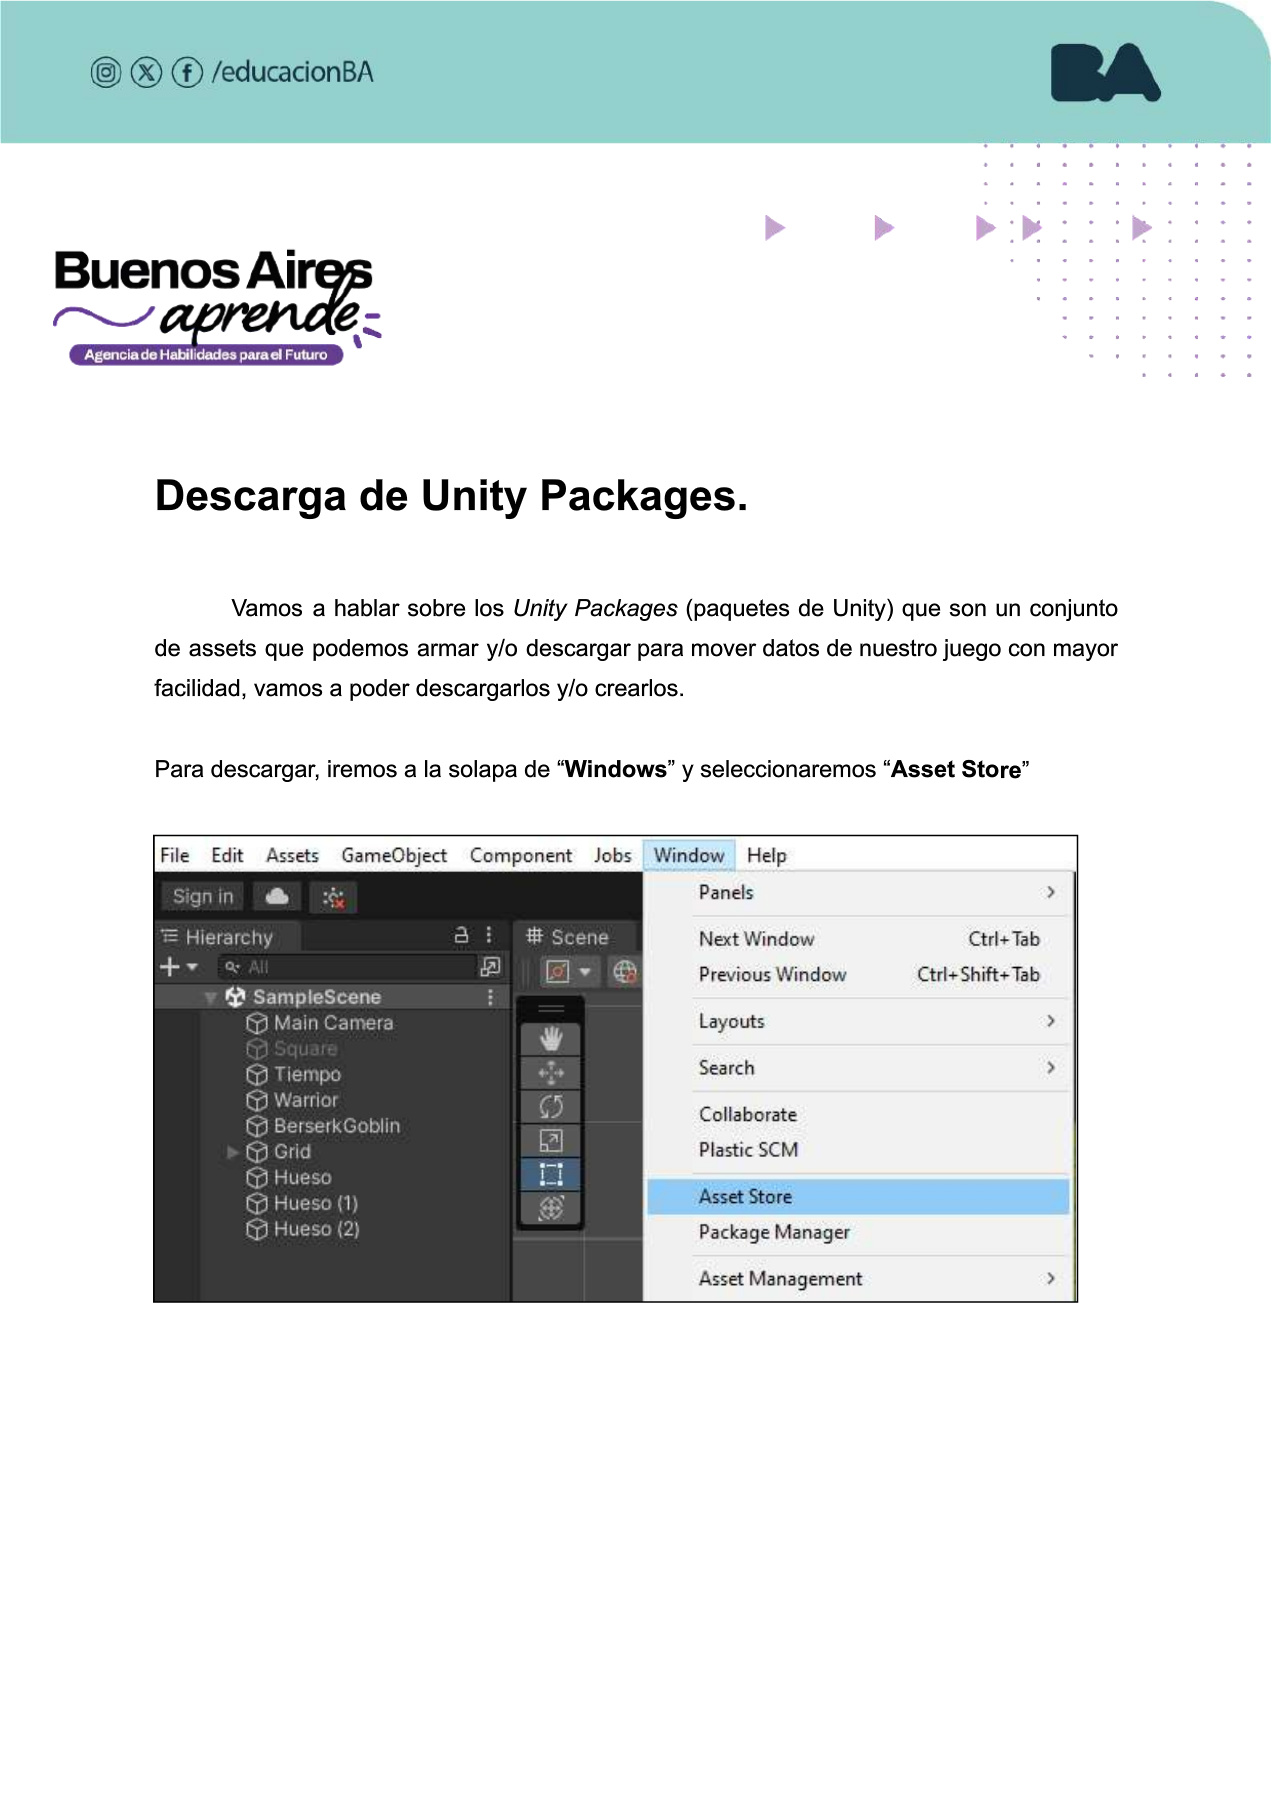 /educacionBA
BA
Buenos Aires
aprende
Agencia de Habilidades para el Futuro
Descarga de Unity Packages.
Vamos a hablar sobre los Unity Packages (paquetes de Unity) que son un conjunto
de assets que podemos armar y/o descargar para mover datos de nuestro juego con mayor
facilidad, vamos a poder descargarlos y/o crearlos.
Para descargar, iremos a la solapa de “Windows” y seleccionaremos “Asset Store”
File Edit Assets GameObject Component Jobs Window Help
Sign in
Hierarchy
All
SampleScene
Main Camera
Square
Tiempo
Warrior
BerserkGoblin
Grid
Hueso
Hueso (1)
Hueso (2)
Scene
Panels
Next Window Ctrl+Tab
Previous Window Ctrl+Shift+Tab
Layouts
Search
Collaborate
Plastic SCM
Asset Store
Package Manager
Asset Management